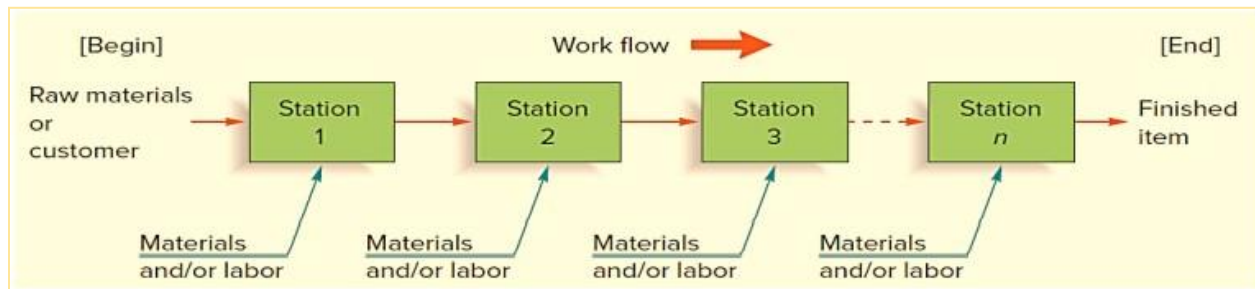 [Begin]
Work flow
[End]
Raw materials
or
customer
Station
1
Station
2
Station
3
Station
n
Finished
item
Materials
and/or labor
Materials
and/or labor
Materials
and/or labor
Materials
and/or labor